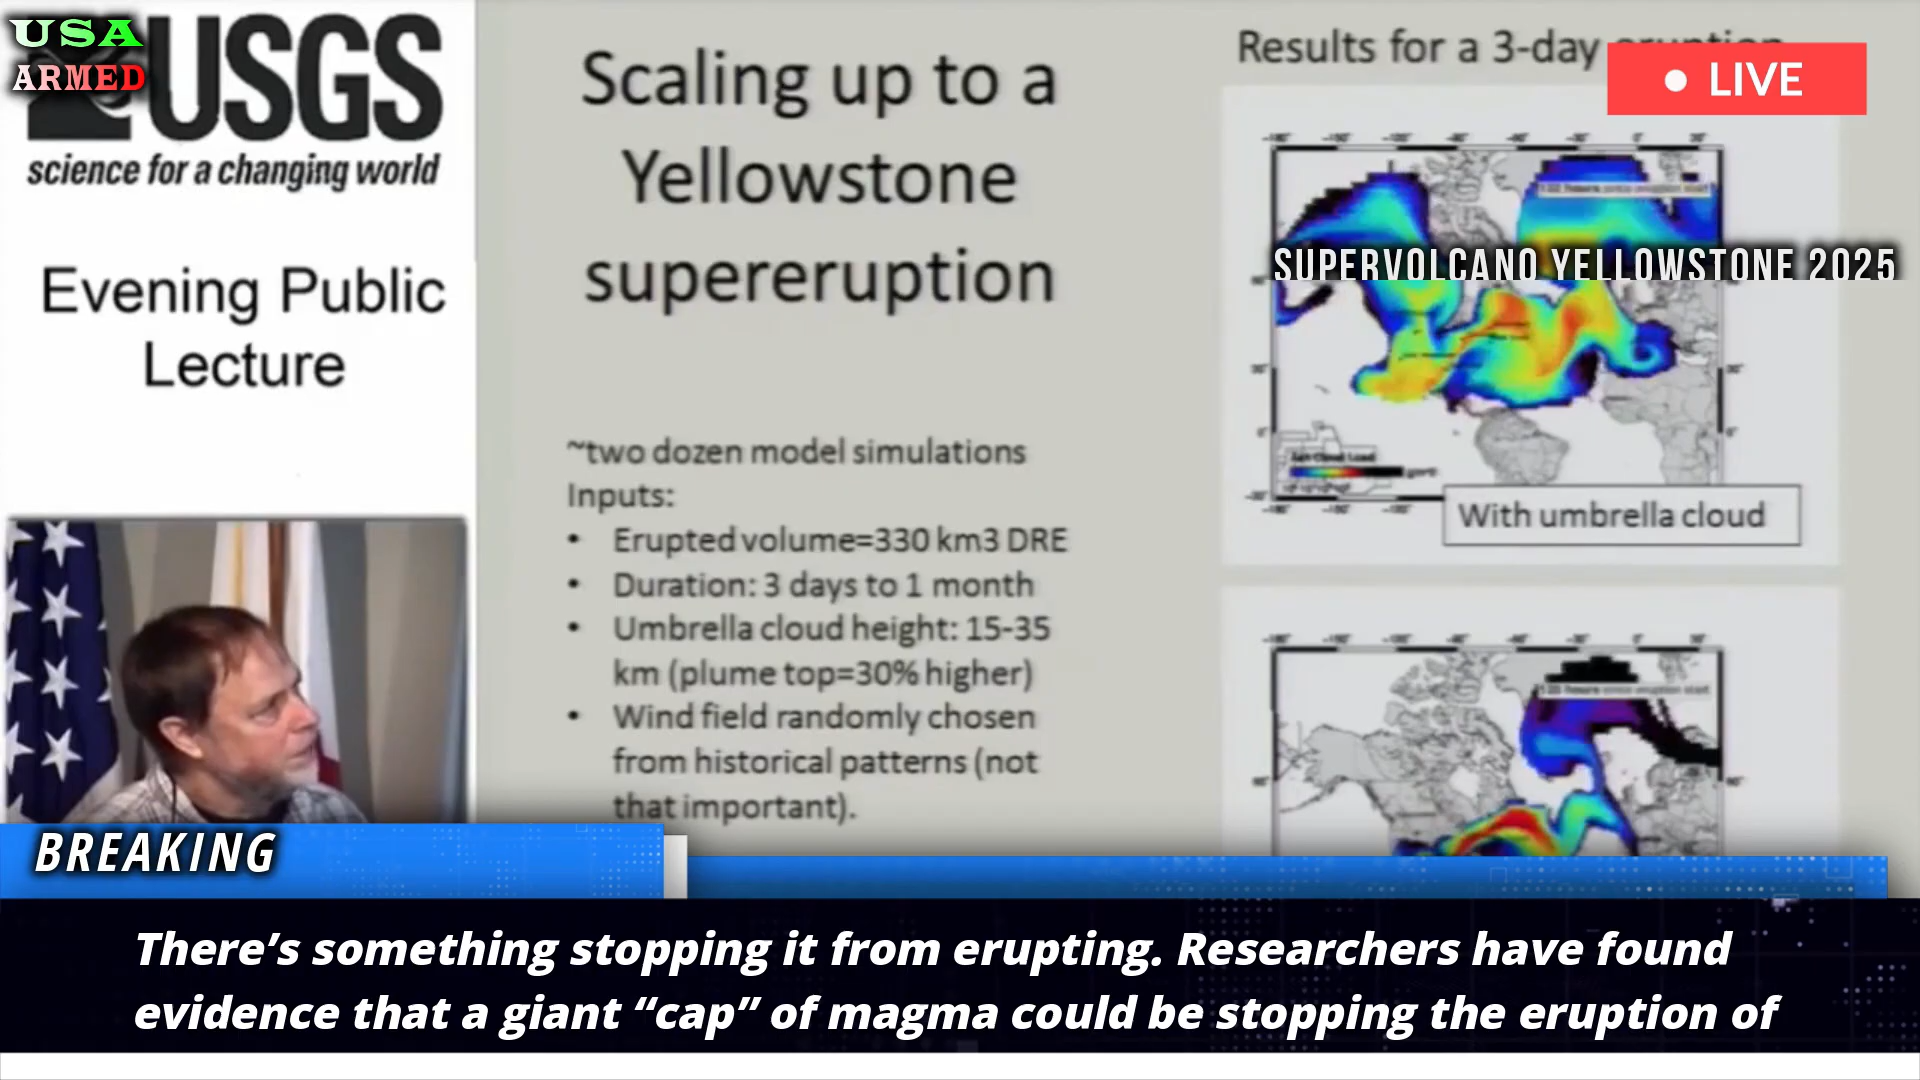 USA
ARMED
USGS
science for a changing world
Evening Public
Lecture
Scaling up to a
Yellowstone
supereruption
~two dozen model simulations
Inputs:
• Erupted volume=330 km3 DRE
• Duration: 3 days to 1 month
• Umbrella cloud height: 15-35
km (plume top=30% higher)
• Wind field randomly chosen
from historical patterns (not
that important).
Results for a 3-day eruption
LIVE
SUPERVOLCANO YELLOWSTONE 2025
With umbrella cloud
BREAKING
There’s something stopping it from erupting. Researchers have found
evidence that a giant “cap” of magma could be stopping the eruption of